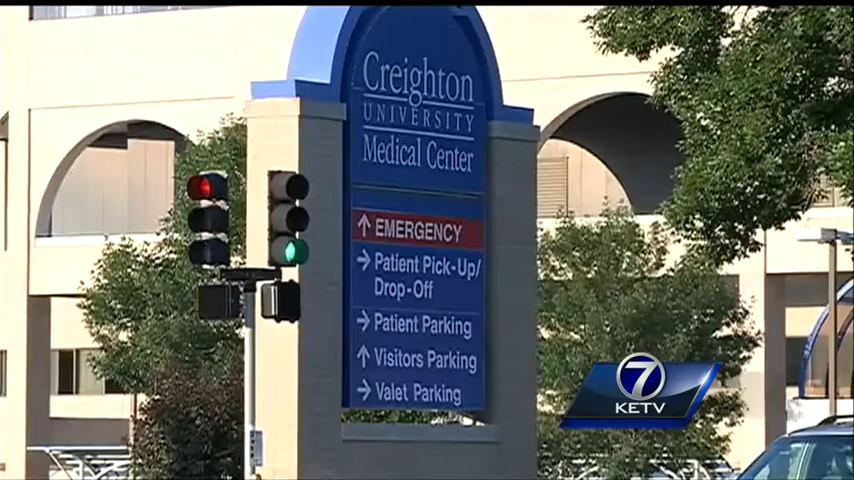 Creighton
UNIVERSITY
Medical Center
↑ EMERGENCY
→ Patient Pick-Up/
Drop-Off
→ Patient Parking
↑ Visitors Parking
→ Valet Parking
7
KETV